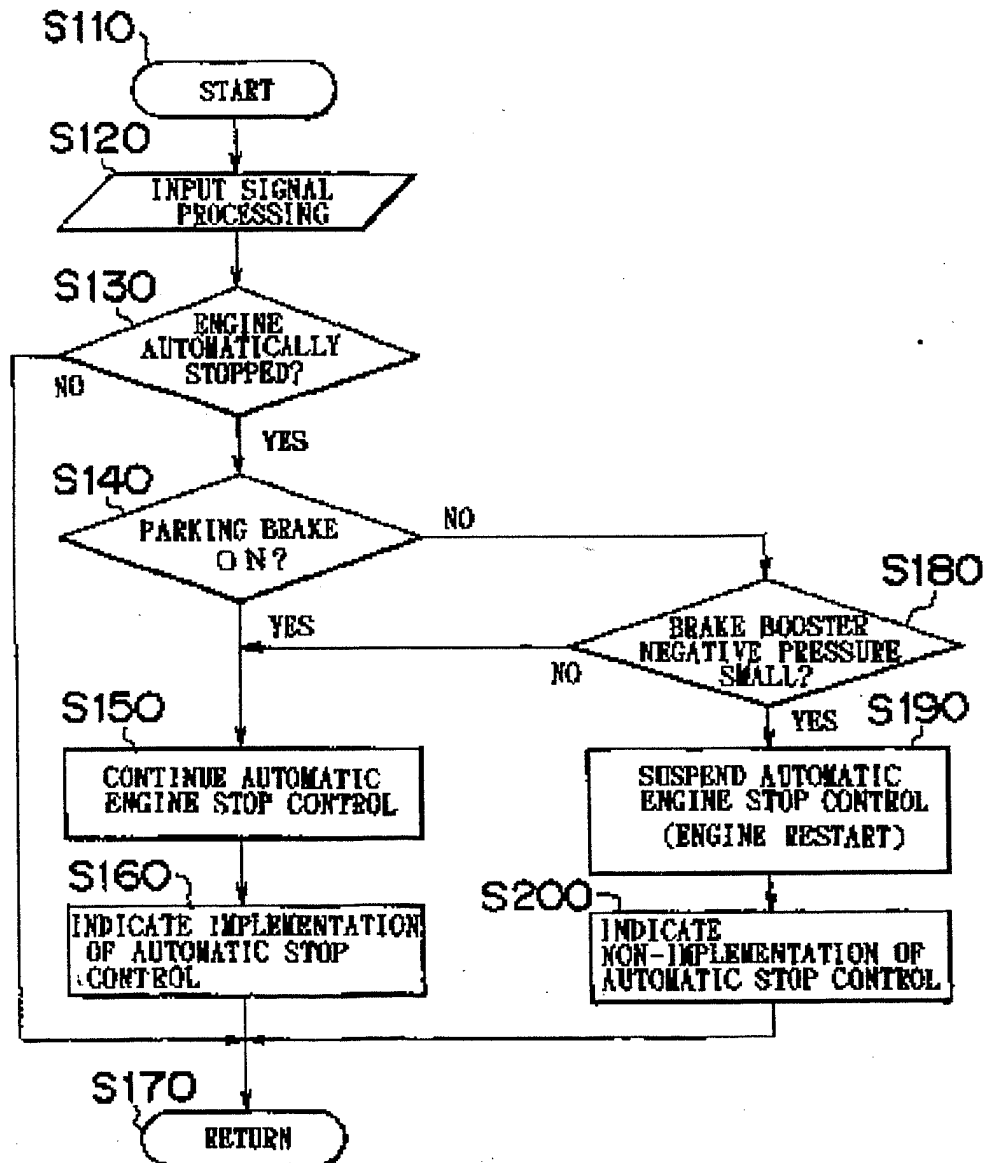 S110
START
S120
INPUT SIGNAL
PROCESSING
S130
ENGINE
AUTOMATICALLY
STOPPED?
NO
YES
S140
PARKING BRAKE
ON?
NO
YES
S180
BRAKE BOOSTER
NEGATIVE PRESSURE
SMALL?
NO
YES
S150
CONTINUE AUTOMATIC
ENGINE STOP CONTROL
S190
SUSPEND AUTOMATIC
ENGINE STOP CONTROL
(ENGINE RESTART)
S160
INDICATE IMPLEMENTATION
OF AUTOMATIC STOP
CONTROL
S200
INDICATE
NON-IMPLEMENTATION OF
AUTOMATIC STOP CONTROL
S170
RETURN